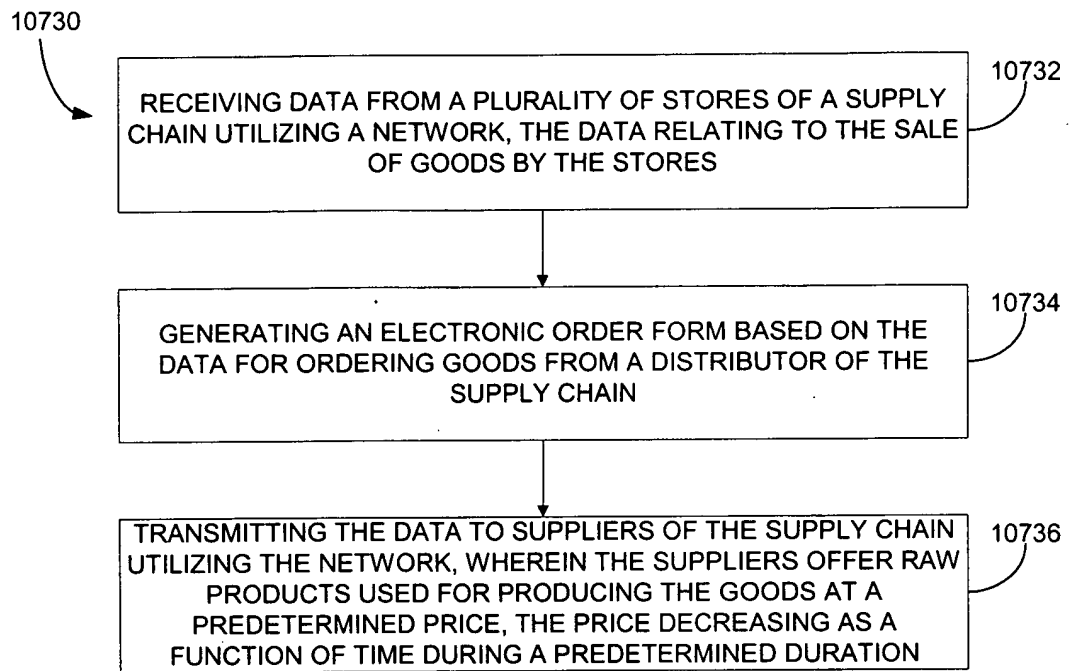 10730
10732
RECEIVING DATA FROM A PLURALITY OF STORES OF A SUPPLY
CHAIN UTILIZING A NETWORK, THE DATA RELATING TO THE SALE
OF GOODS BY THE STORES
10734
GENERATING AN ELECTRONIC ORDER FORM BASED ON THE
DATA FOR ORDERING GOODS FROM A DISTRIBUTOR OF THE
SUPPLY CHAIN
10736
TRANSMITTING THE DATA TO SUPPLIERS OF THE SUPPLY CHAIN
UTILIZING THE NETWORK, WHEREIN THE SUPPLIERS OFFER RAW
PRODUCTS USED FOR PRODUCING THE GOODS AT A
PREDETERMINED PRICE, THE PRICE DECREASING AS A
FUNCTION OF TIME DURING A PREDETERMINED DURATION